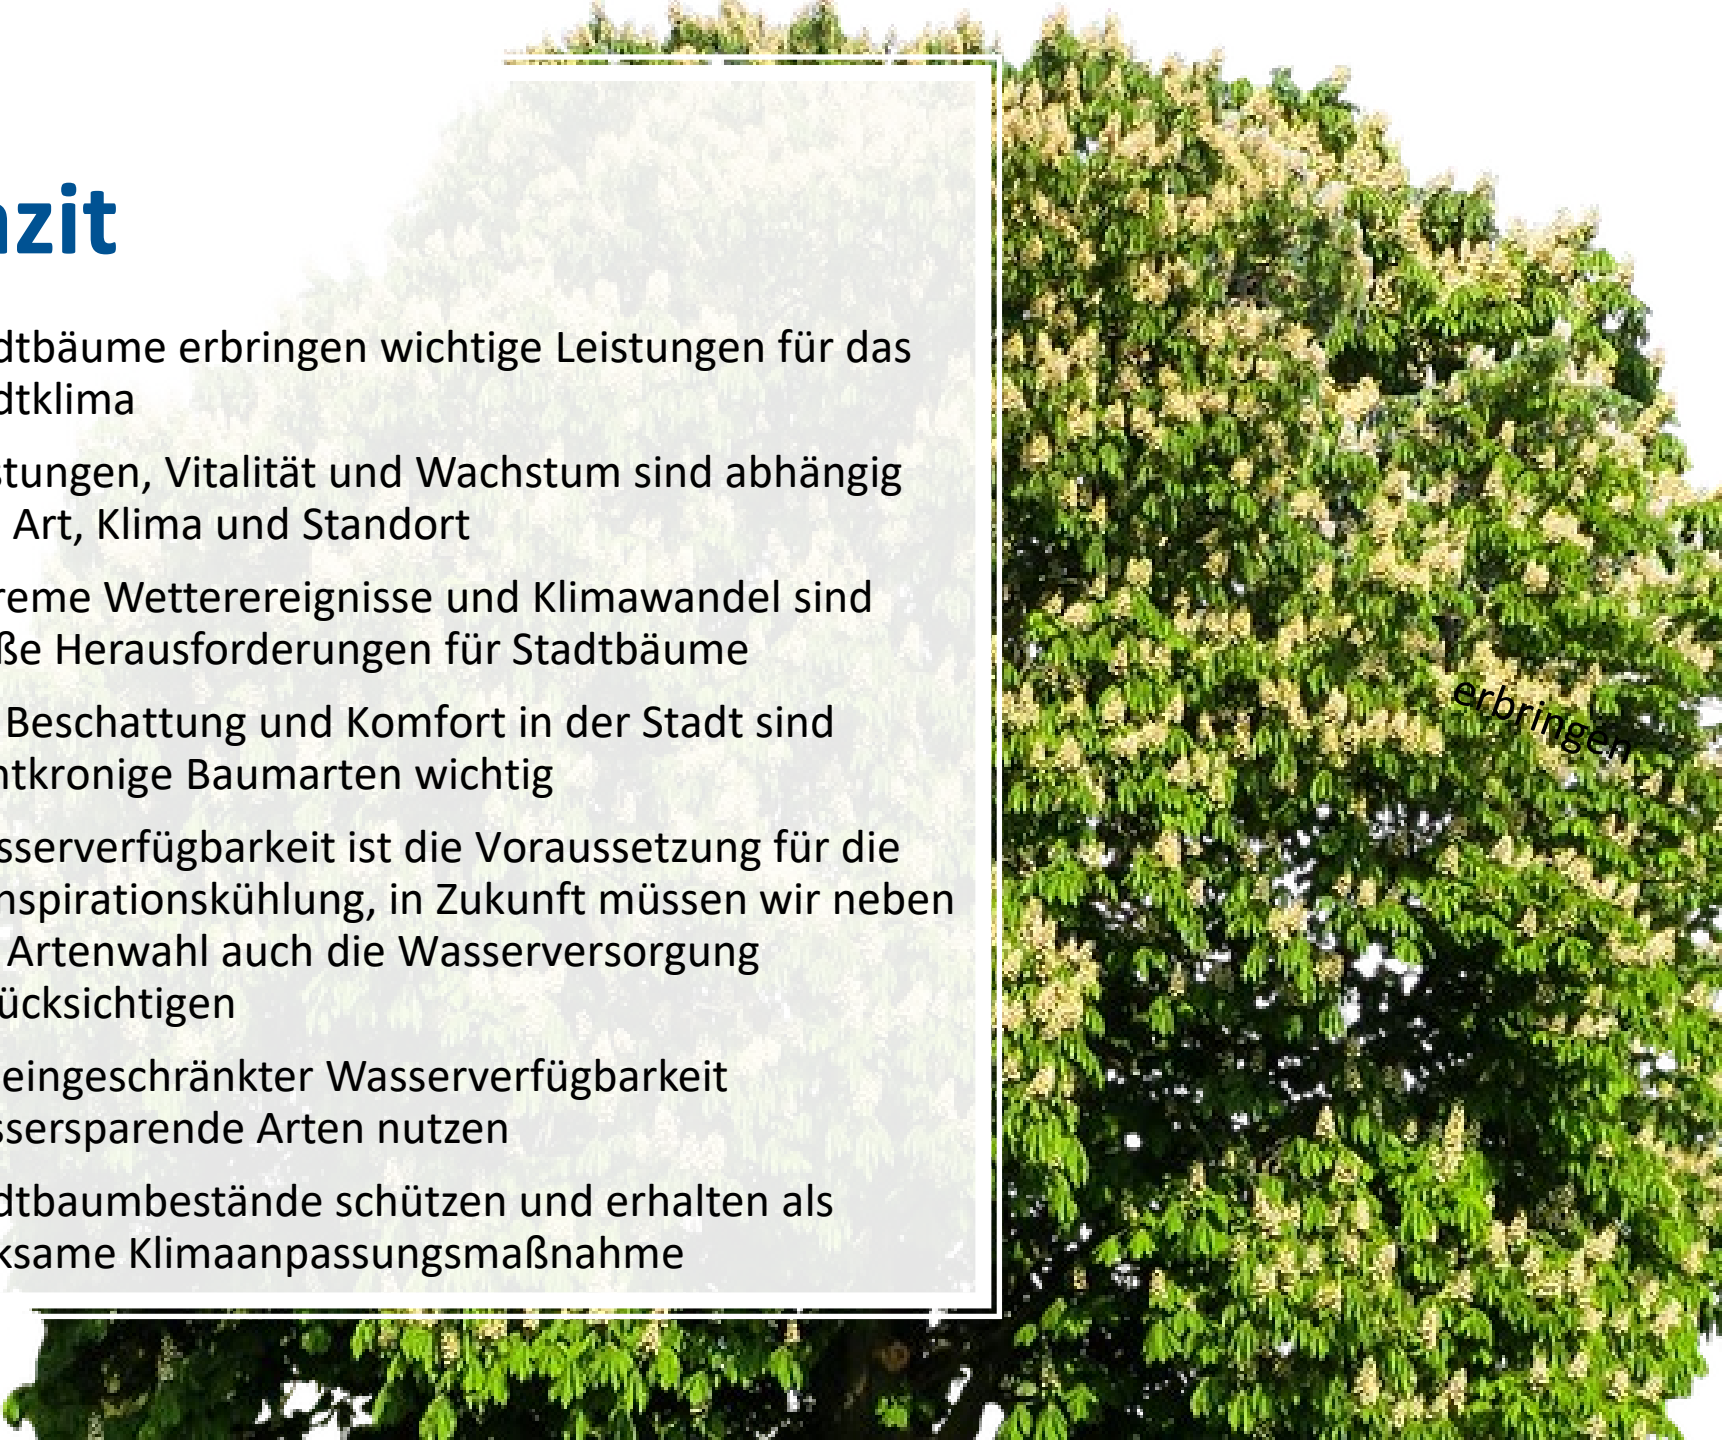 zit
dtbäume erbringen wichtige Leistungen für das
dtklima
stungen, Vitalität und Wachstum sind abhängig
Art, Klima und Standort
reme Wetterereignisse und Klimawandel sind
ße Herausforderungen für Stadtbäume
Beschattung und Komfort in der Stadt sind
htkronige Baumarten wichtig
sserverfügbarkeit ist die Voraussetzung für die
nspirationskühlung, in Zukunft müssen wir neben
Artenwahl auch die Wasserversorgung
ücksichtigen
eingeschränkter Wasserverfügbarkeit
ssersparende Arten nutzen
dtbaumbestände schützen und erhalten als
ksame Klimaanpassungsmaßnahme
erbringen